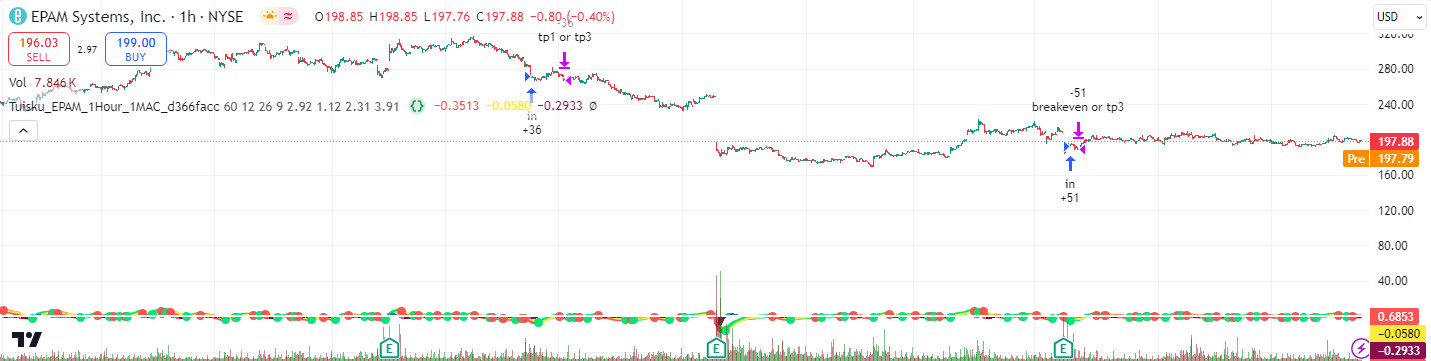 EPAM Systems, Inc. · 1h · NYSE O198.85 H198.85 L197.76 C197.88 −0.80 (−0.40%)
USD
196.03 SELL
2.97
199.00 BUY
Vol 7.846 K
Tulsku_EPAM_1Hour_1MAC_d366facc 60 12 26 9 2.92 1.12 2.31 3.91 −0.3513 −0.0580 −0.2933 Ø
-36
tp1 or tp3
in
+36
-51
breakeven or tp3
in
+51
320.00
280.00
240.00
197.88
Pre 197.79
160.00
120.00
80.00
40.00
0.6853
−0.0580
−0.2933
E
E
E